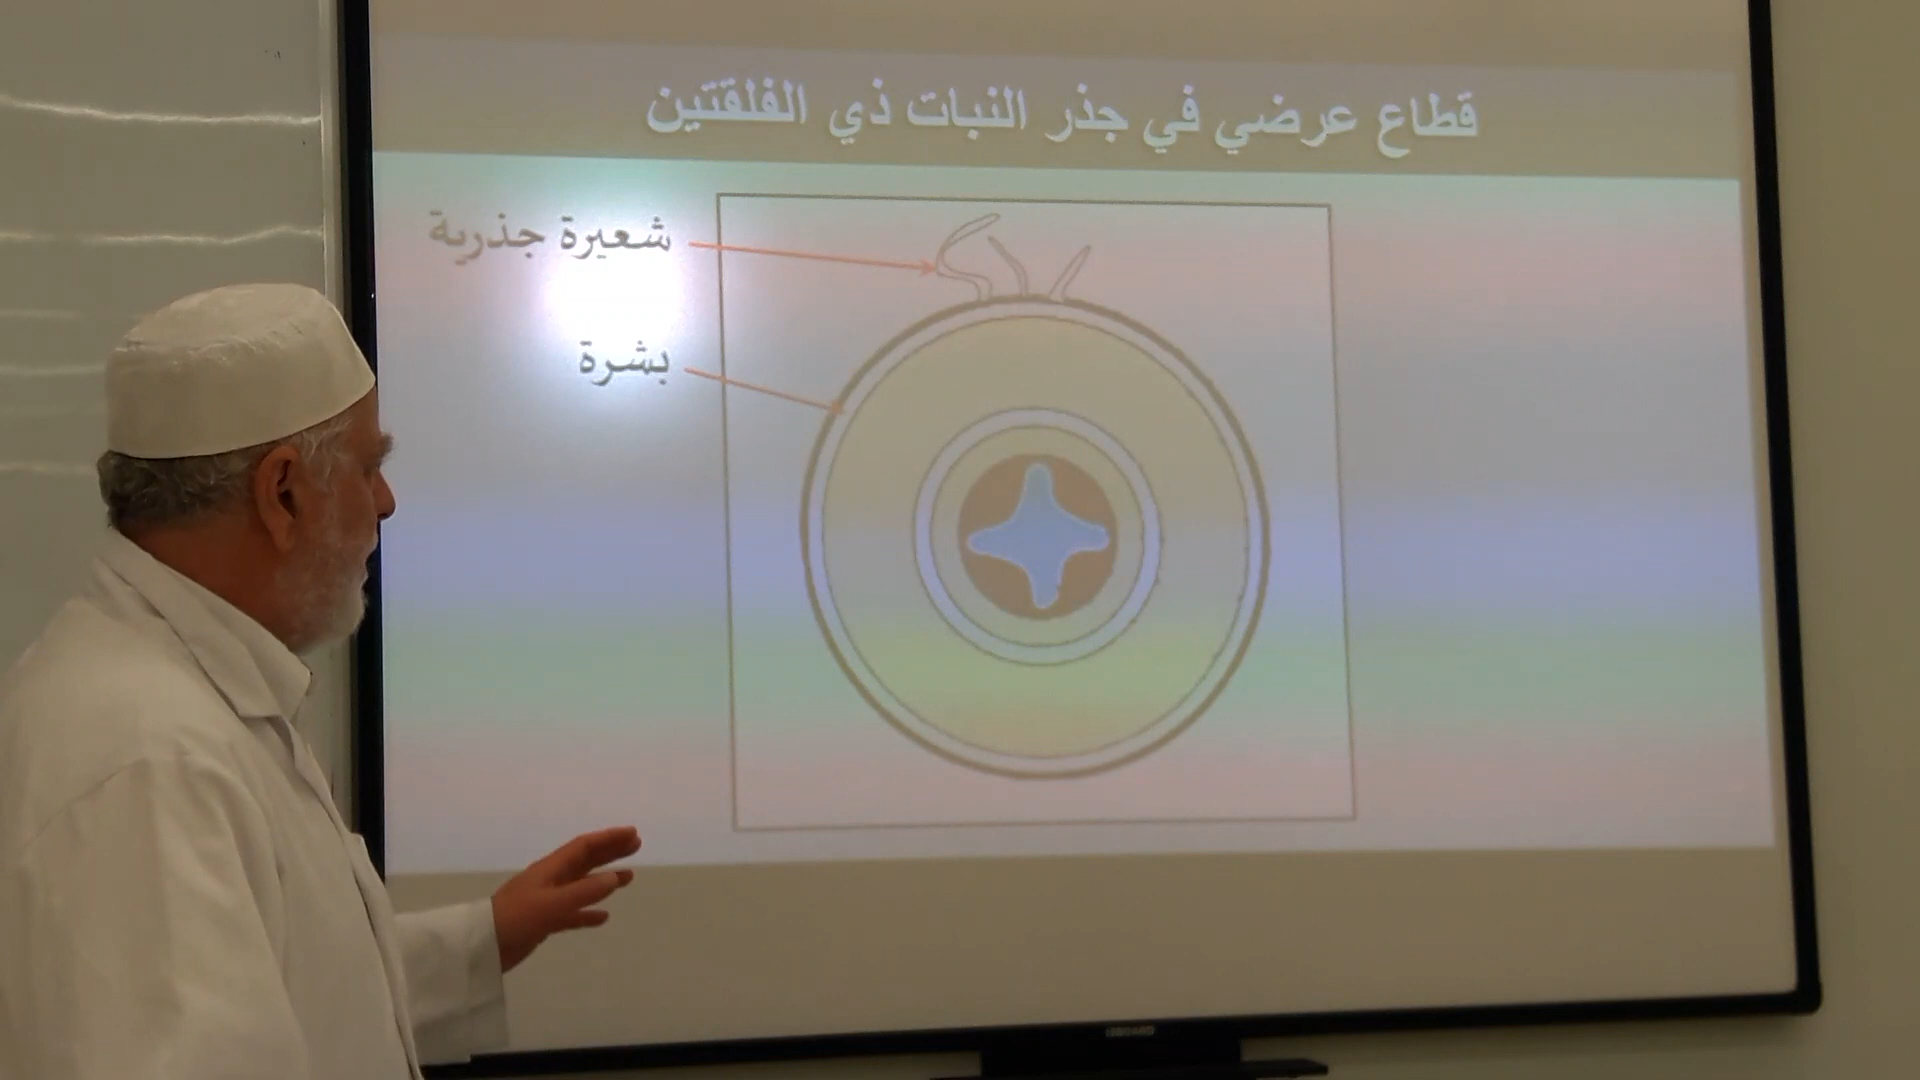 قطاع عرضي في جذر النبات ذي الفلقتين
شعيرة جذرية
بشرة